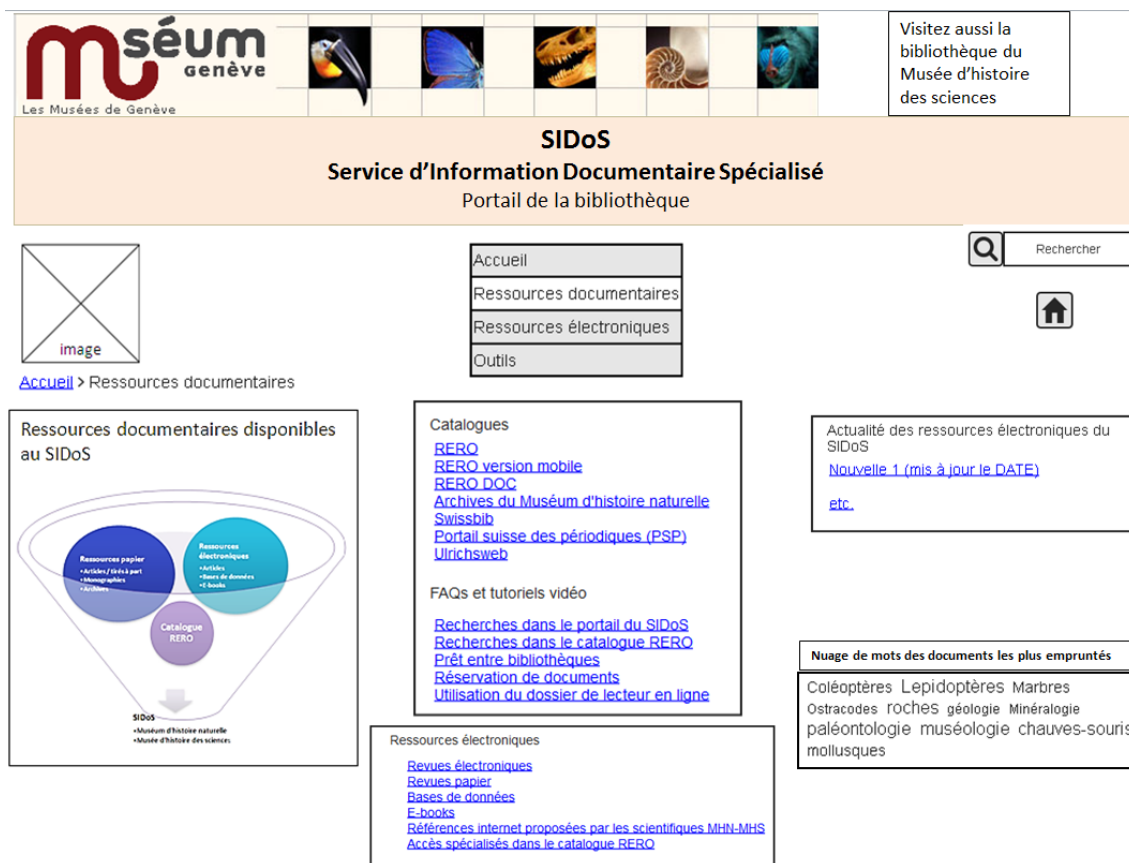 Muséum
Genève
Les Musées de Genève
Visitez aussi la
bibliothèque du
Musée d'histoire
des sciences
SIDoS
Service d'Information Documentaire Spécialisé
Portail de la bibliothèque
image
Accueil
Ressources documentaires
Ressources électroniques
Outils
Rechercher
Accueil > Ressources documentaires
Ressources documentaires disponibles
au SIDoS
Ressources papier
•Articles / tirés à part
•Monographies
•Archives
Ressources
électroniques
•Articles
•Bases de données
•E-books
Catalogue
RERO
SIDoS
•Muséum d'histoire naturelle
•Musée d'histoire des sciences
Catalogues
RERO
RERO version mobile
RERO DOC
Archives du Muséum d'histoire naturelle
Swissbib
Portail suisse des périodiques (PSP)
Ulrichsweb
FAQs et tutoriels vidéo
Recherches dans le portail du SIDoS
Recherches dans le catalogue RERO
Prêt entre bibliothèques
Réservation de documents
Utilisation du dossier de lecteur en ligne
Ressources électroniques
Revues électroniques
Revues papier
Bases de données
E-books
Références internet proposées par les scientifiques MHN-MHS
Accès spécialisés dans le catalogue RERO
Actualité des ressources électroniques du
SIDoS
Nouvelle 1 (mis à jour le DATE)
etc.
Nuage de mots des documents les plus empruntés
Coléoptères Lepidoptères Marbres
Ostracodes roches géologie Minéralogie
paléontologie muséologie chauves-souris
mollusques